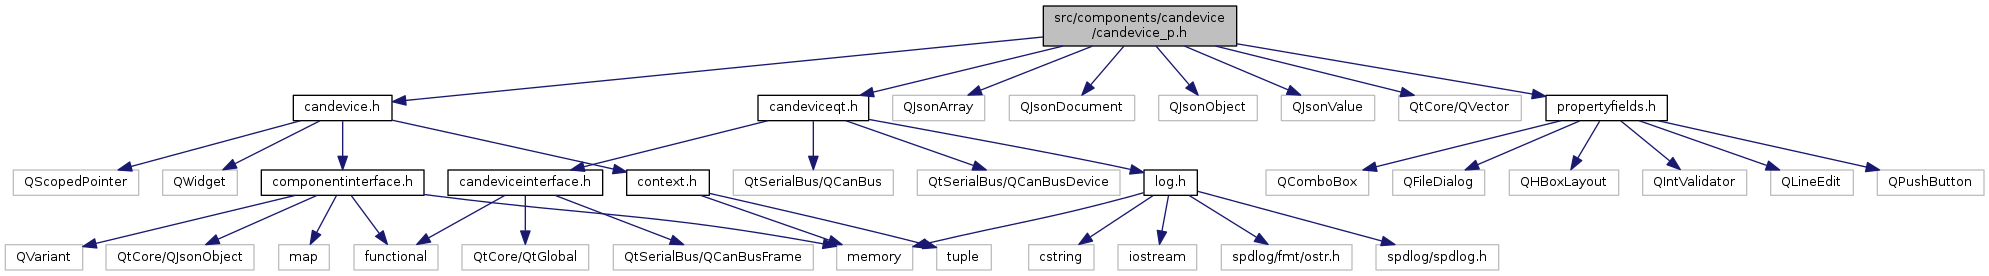 src/components/candevice
/candevice_p.h
candevice.h
candeviceqt.h
QJsonArray
QJsonDocument
QJsonObject
QJsonValue
QtCore/QVector
propertyfields.h
QScopedPointer
QWidget
componentinterface.h
candeviceinterface.h
context.h
QtSerialBus/QCanBus
QtSerialBus/QCanBusDevice
log.h
QComboBox
QFileDialog
QHBoxLayout
QIntValidator
QLineEdit
QPushButton
QVariant
QtCore/QJsonObject
map
functional
QtCore/QtGlobal
QtSerialBus/QCanBusFrame
memory
tuple
cstring
iostream
spdlog/fmt/ostr.h
spdlog/spdlog.h